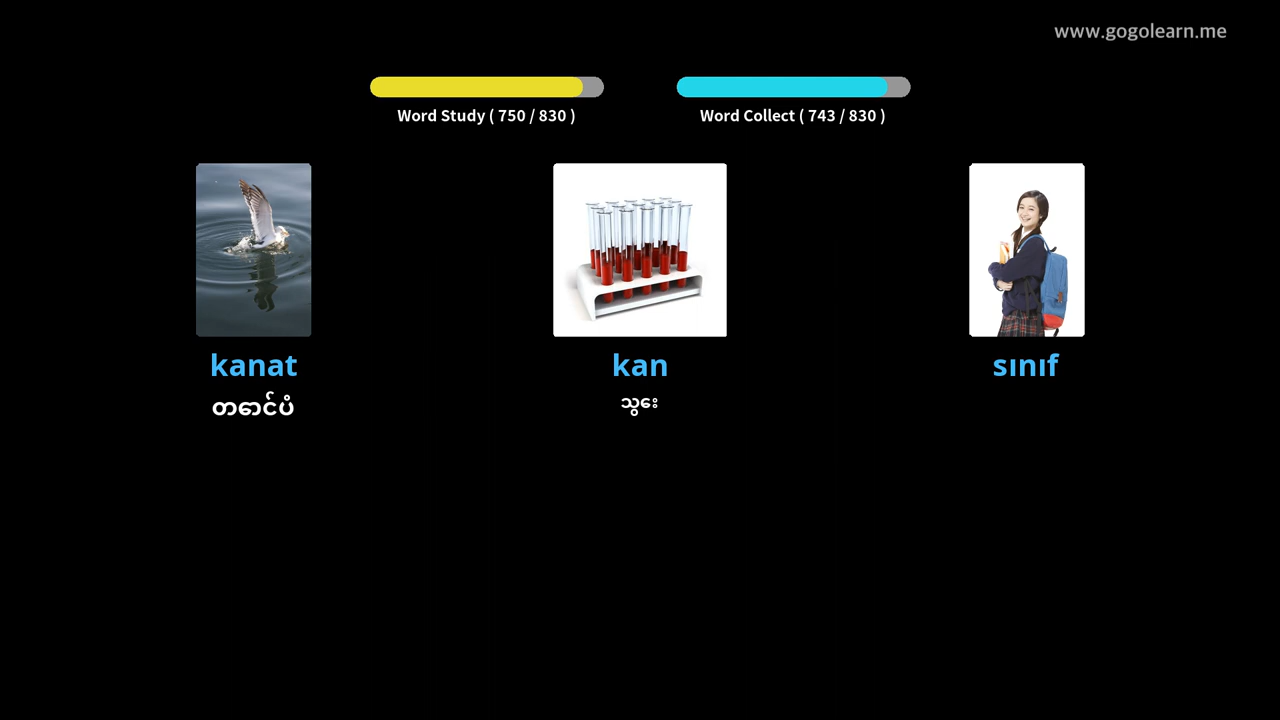 www.gogolearn.me
Word Study ( 750 / 830 )
Word Collect ( 743 / 830 )
kanat
တောင်ပံ
kan
သွေး
sınıf